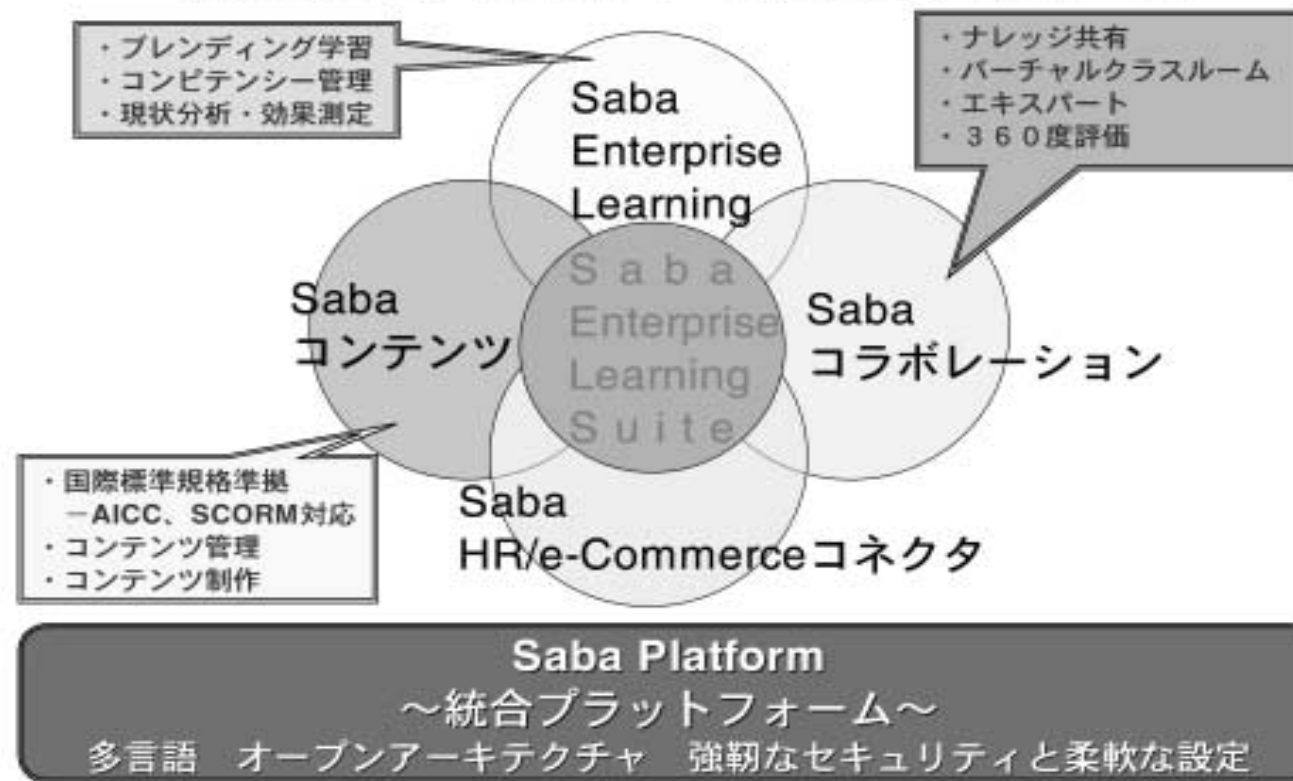 ・ブレンディング学習
・コンピテンシー管理
・現状分析・効果測定
・ナレッジ共有
・バーチャルクラスルーム
・エキスパート
・３６０度評価
Saba
Enterprise
Learning
Saba
Enterprise
Learning
Suite
Saba
コンテンツ
Saba
コラボレーション
・国際標準規格準拠
－AICC、SCORM対応
・コンテンツ管理
・コンテンツ制作
Saba
HR/e-Commerceコネクタ
Saba Platform
～統合プラットフォーム～
多言語　オープンアーキテクチャ　強靭なセキュリティと柔軟な設定